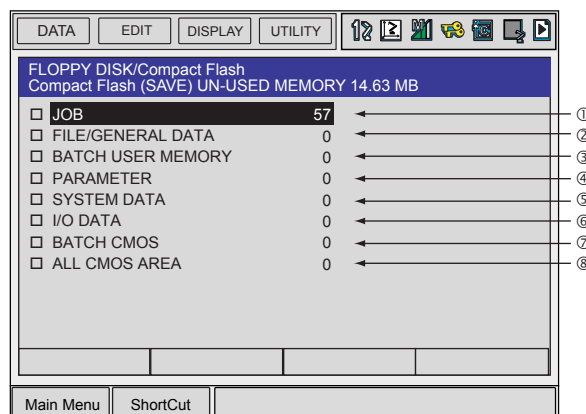 DATA EDIT DISPLAY UTILITY
FLOPPY DISK/Compact Flash
Compact Flash (SAVE) UN-USED MEMORY 14.63 MB
JOB 57 ①
FILE/GENERAL DATA 0 ②
BATCH USER MEMORY 0 ③
PARAMETER 0 ④
SYSTEM DATA 0 ⑤
I/O DATA 0 ⑥
BATCH CMOS 0 ⑦
ALL CMOS AREA 0 ⑧
Main Menu ShortCut